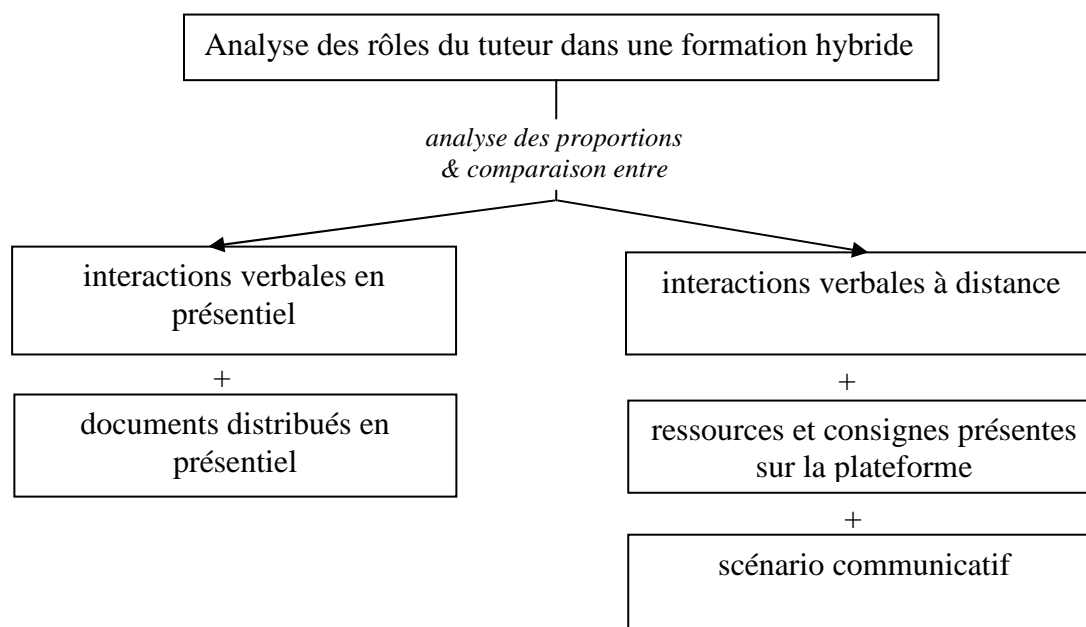 Analyse des rôles du tuteur dans une formation hybride
analyse des proportions
& comparaison entre
interactions verbales en
présentiel
+
documents distribués en
présentiel
interactions verbales à distance
+
ressources et consignes présentes
sur la plateforme
+
scénario communicatif